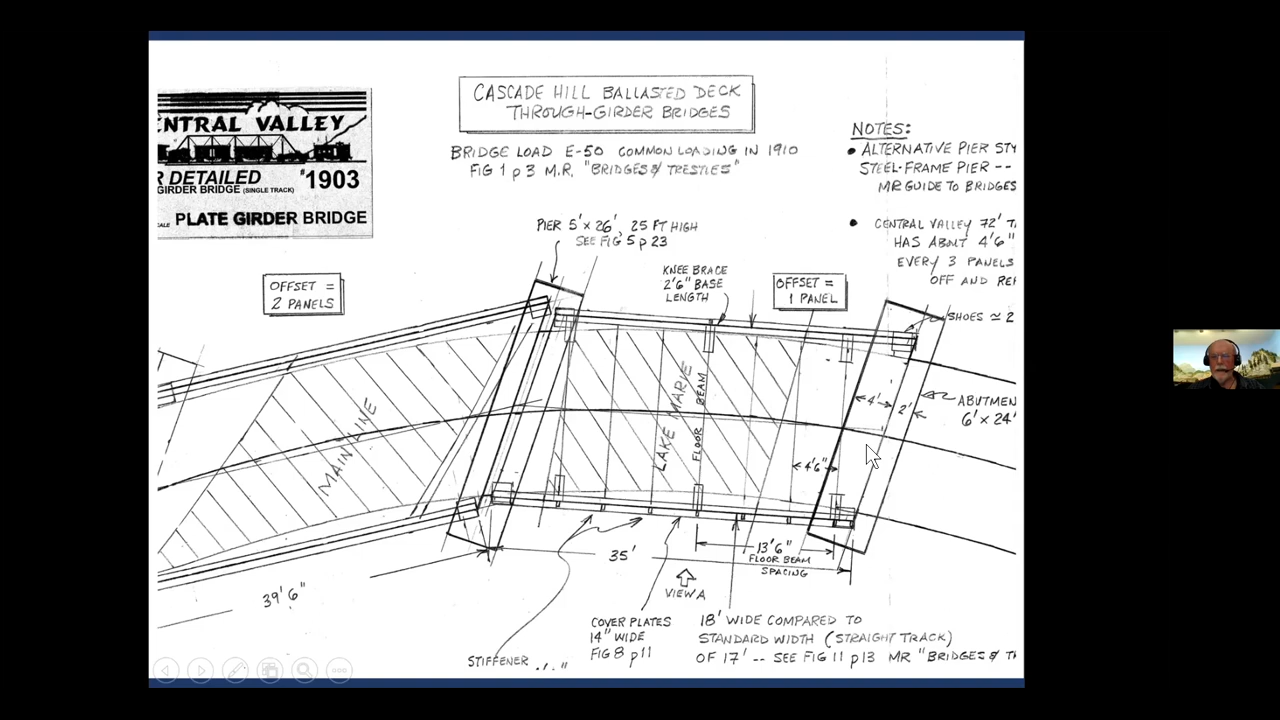 CASCADE HILL BALLASTED DECK
THROUGH-GIRDER BRIDGES
BRIDGE LOAD E-50 COMMON LOADING IN 1910
FIG 1 p 3 M.R. "BRIDGES & TRESTLES"
NTRAL VALLEY
R DETAILED
#1903
GIRDER BRIDGE (SINGLE TRACK)
PLATE GIRDER BRIDGE
NOTES:
• ALTERNATIVE PIER STY
STEEL-FRAME PIER --
MR GUIDE TO BRIDGES
• CENTRAL VALLEY 72' T
HAS ABOUT 4'6"
EVERY 3 PANELS
OFF AND REI
PIER 5' x 26', 25 FT HIGH
SEE FIG 5 p 23
OFFSET =
2 PANELS
KNEE BRACE
2'6" BASE
LENGTH
OFFSET =
1 PANEL
SHOES ≃ 2
MAIN LINE
LAKE MARIE
FLOOR BEAM
4'
2'
ABUTMEN
6' x 24'
4'6"
35'
13'6"
FLOOR BEAM
SPACING
39'6"
VIEW A
COVER PLATES
14" WIDE
FIG 8 p 11
STIFFENER
18' WIDE COMPARED TO
STANDARD WIDTH (STRAIGHT TRACK)
OF 17' -- SEE FIG 11 p 13 MR "BRIDGES & T